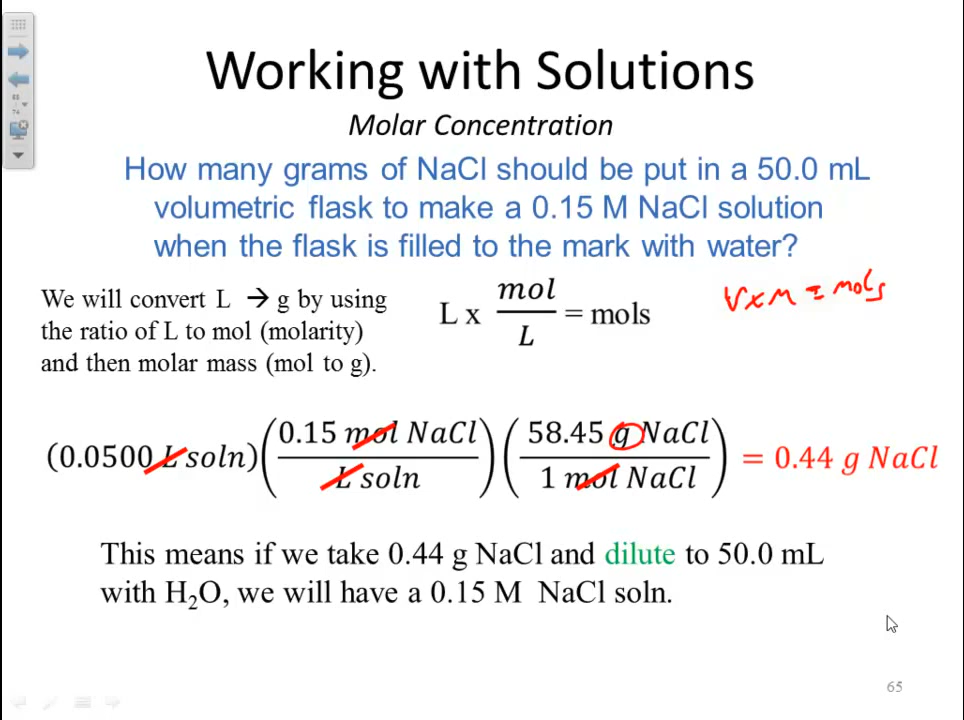 Working with Solutions
Molar Concentration
How many grams of NaCl should be put in a 50.0 mL
volumetric flask to make a 0.15 M NaCl solution
when the flask is filled to the mark with water?
We will convert L → g by using
the ratio of L to mol (molarity)
and then molar mass (mol to g).
L x mol/L = mols
V x M = mols
(0.0500 L soln)(0.15 mol NaCl/L soln)(58.45 g NaCl/1 mol NaCl) = 0.44 g NaCl
This means if we take 0.44 g NaCl and dilute to 50.0 mL
with H₂O, we will have a 0.15 M NaCl soln.
65